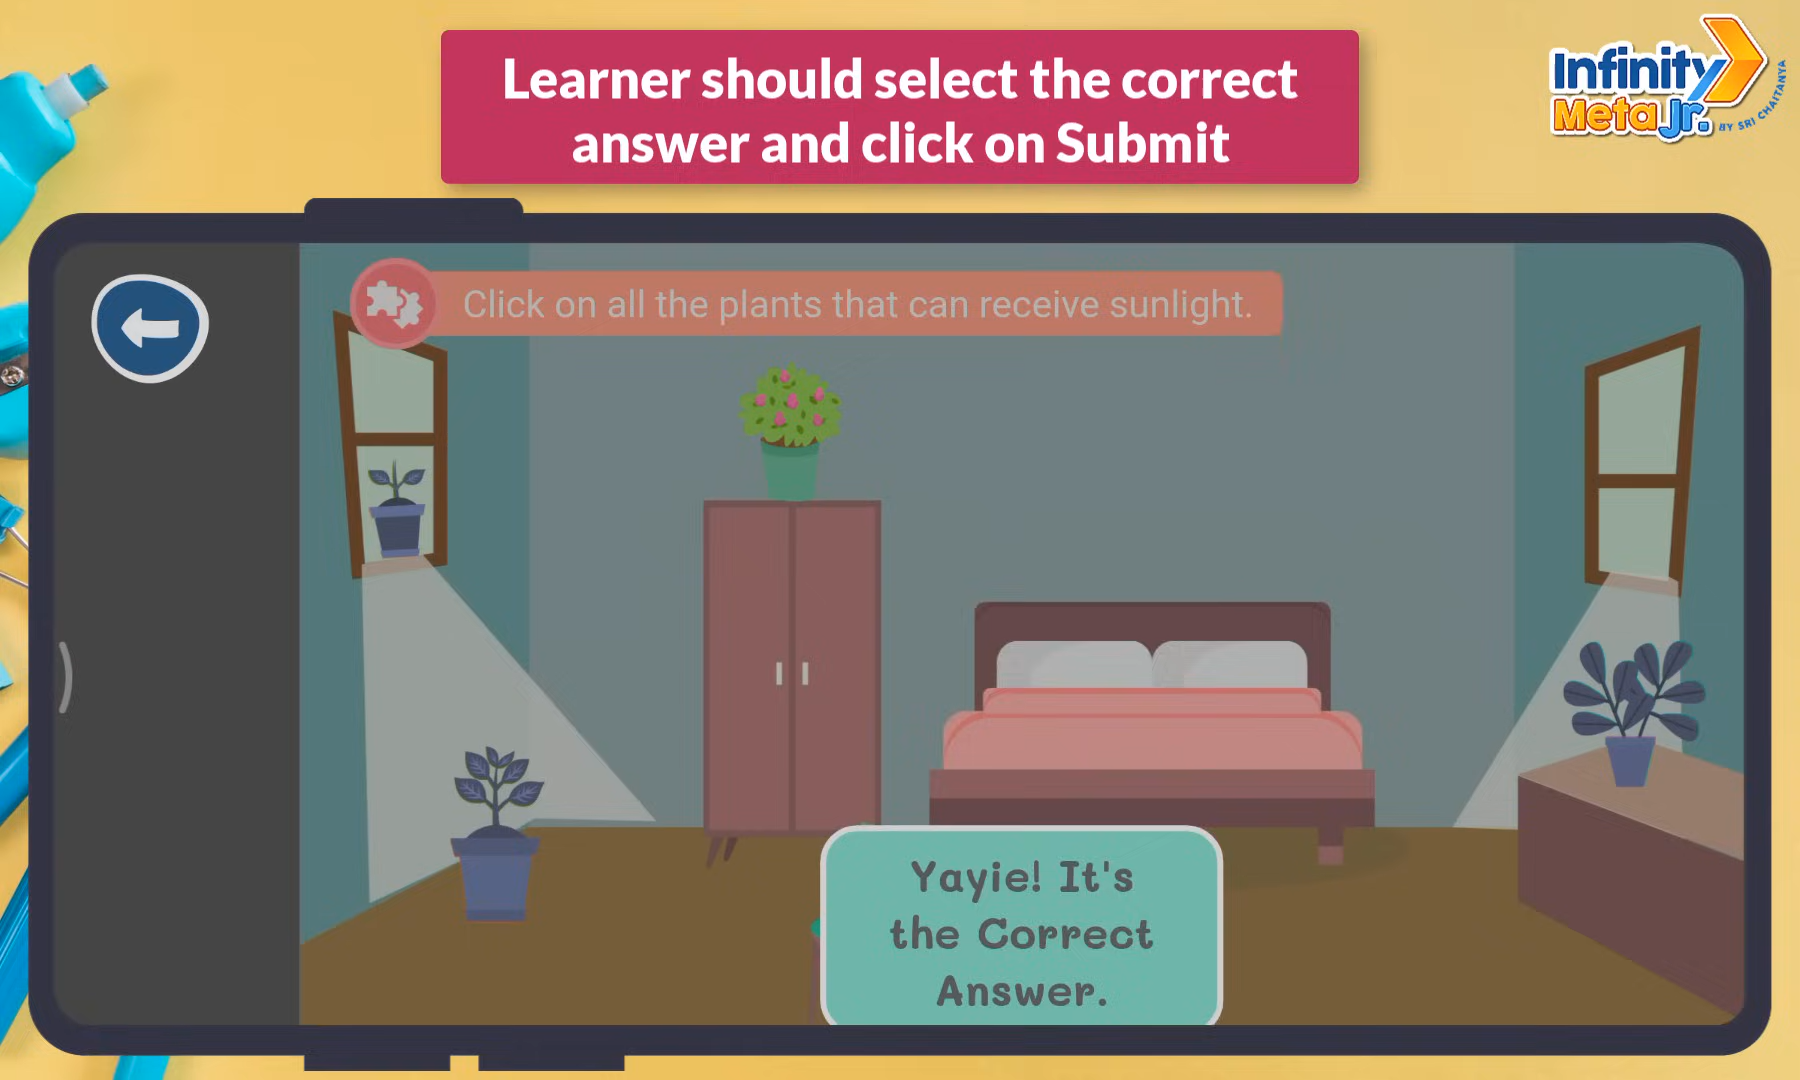 Learner should select the correct
answer and click on Submit
Infinity
Meta Jr.
BY SRI CHAITANYA
Click on all the plants that can receive sunlight.
Yayie! It's
the Correct
Answer.